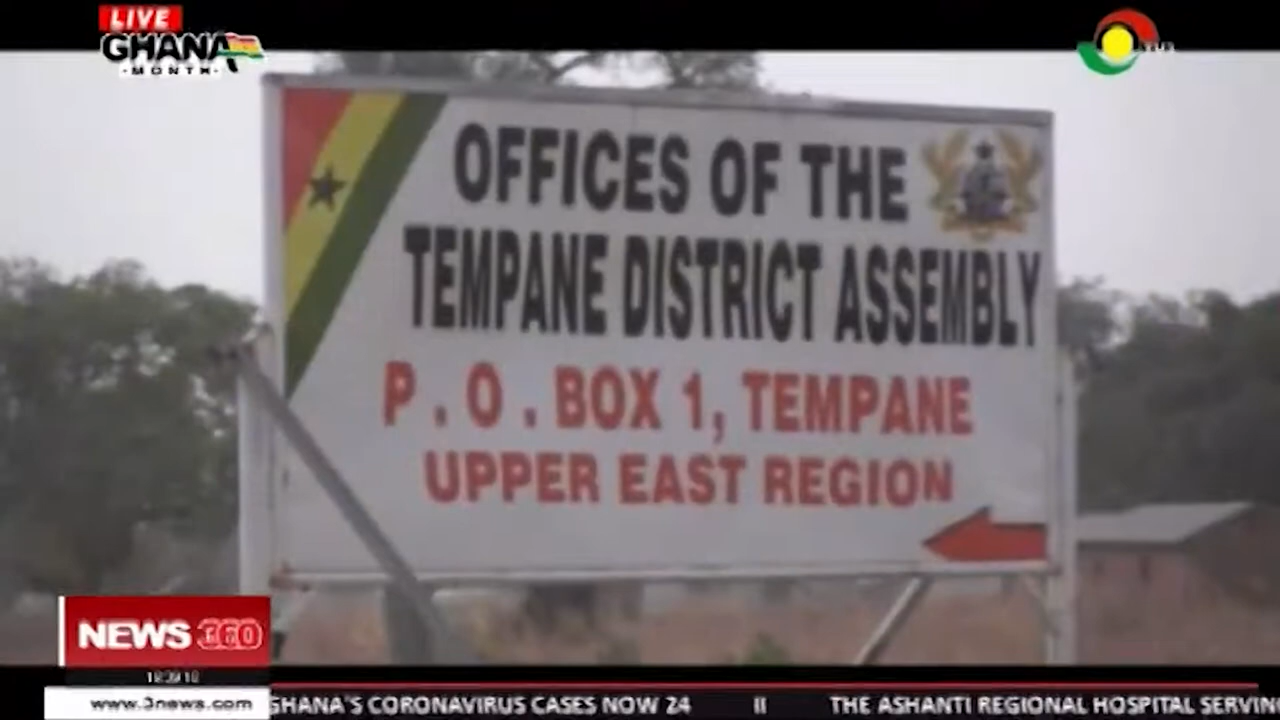 LIVE
GHANA
MONTH
OFFICES OF THE
TEMPANE DISTRICT ASSEMBLY
P . O . BOX 1, TEMPANE
UPPER EAST REGION
NEWS 360
www.3news.com
GHANA'S CORONAVIRUS CASES NOW 24 II THE ASHANTI REGIONAL HOSPITAL SERVIN